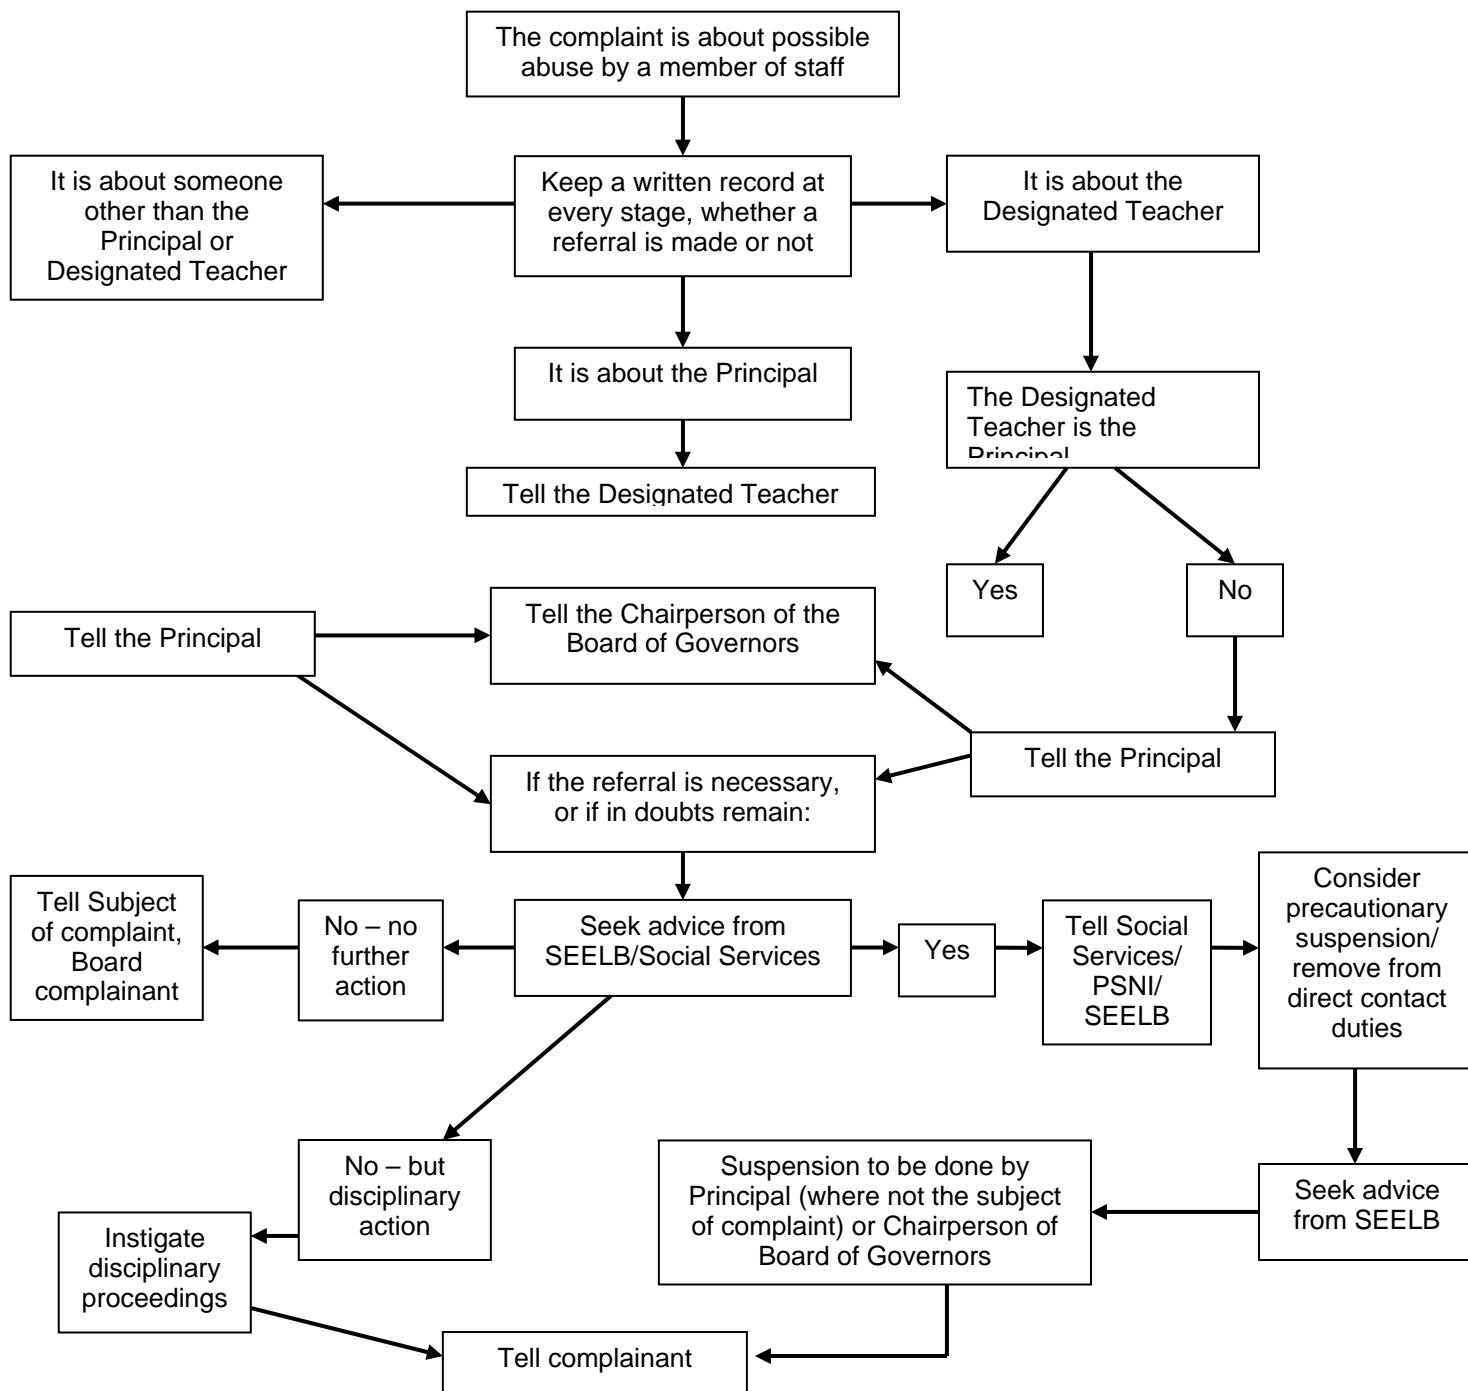 The complaint is about possible
abuse by a member of staff
It is about someone
other than the
Principal or
Designated Teacher
Keep a written record at
every stage, whether a
referral is made or not
It is about the
Designated Teacher
It is about the Principal
The Designated
Teacher is the
Principal
Tell the Designated Teacher
Yes
No
Tell the Principal
Tell the Chairperson of the
Board of Governors
Tell the Principal
If the referral is necessary,
or if in doubts remain:
Tell Subject
of complaint,
Board
complainant
No – no
further
action
Seek advice from
SEELB/Social Services
Yes
Tell Social
Services/
PSNI/
SEELB
Consider
precautionary
suspension/
remove from
direct contact
duties
No – but
disciplinary
action
Suspension to be done by
Principal (where not the subject
of complaint) or Chairperson of
Board of Governors
Seek advice
from SEELB
Instigate
disciplinary
proceedings
Tell complainant